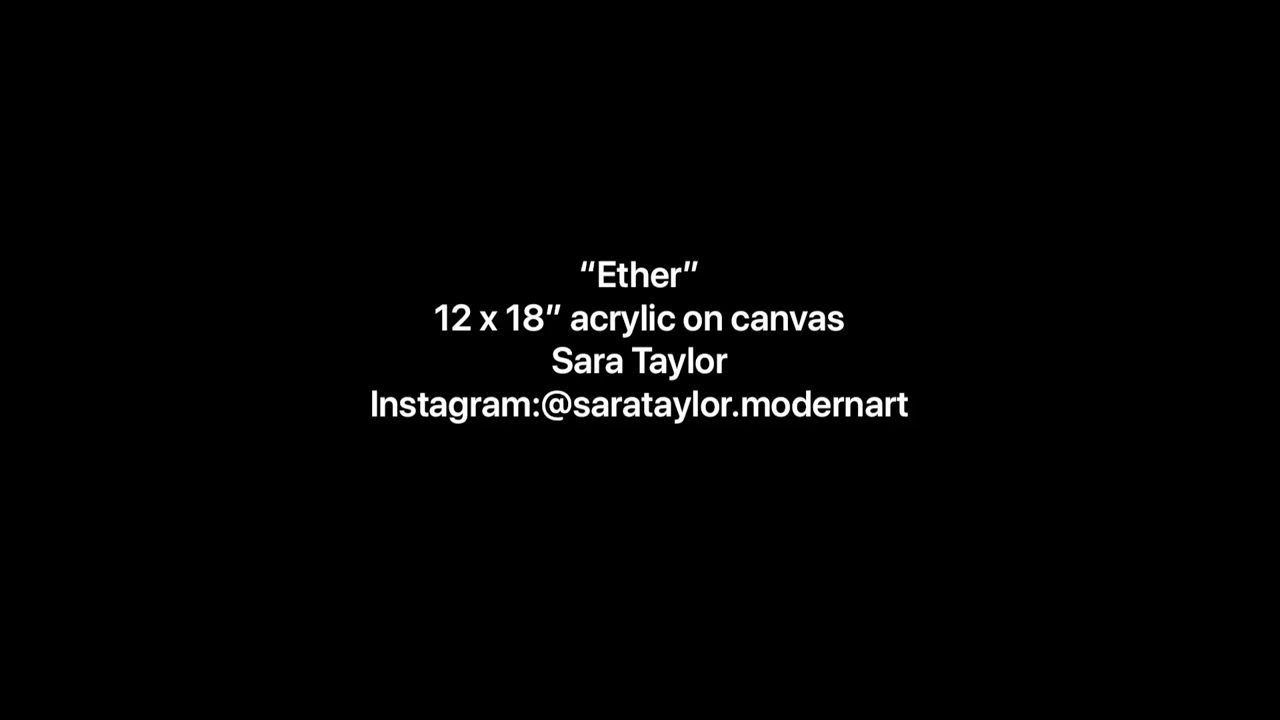 “Ether”
12 x 18” acrylic on canvas
Sara Taylor
Instagram:@sarataylor.modernart